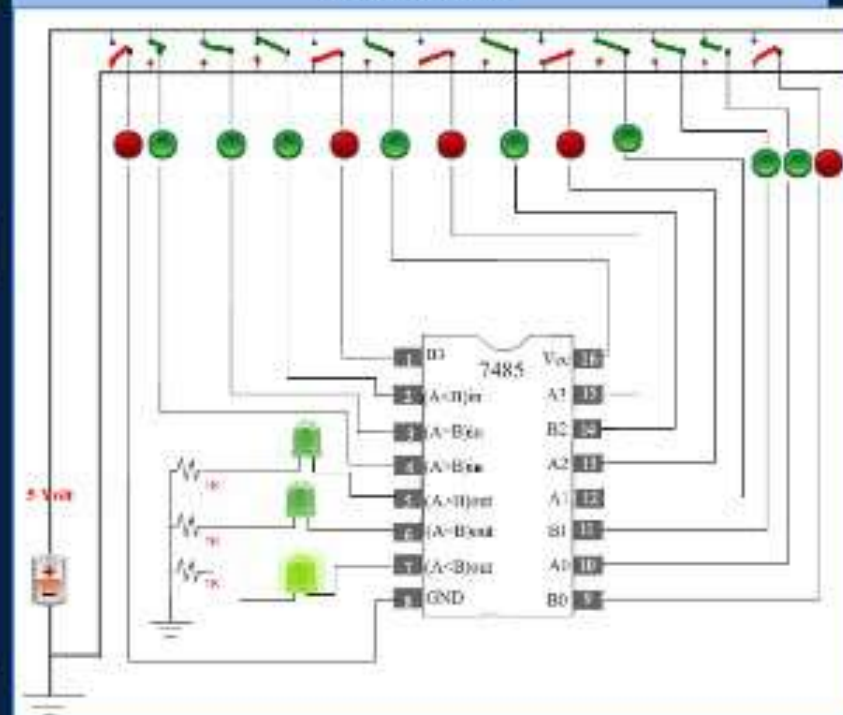 5-Volt
7485
1
2 (A<B)in
3 (A=B)in
4 (A>B)in
5 (A>B)out
6 (A=B)out
7 (A<B)out
8 GND
Vcc 16
A3 15
B2 14
A2 13
A1 12
B1 11
A0 10
B0 9